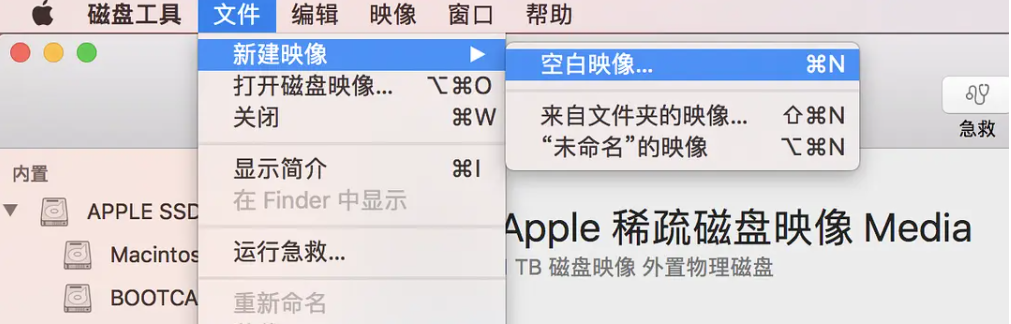 磁盘工具 文件 编辑 映像 窗口 帮助
新建映像 ▶
空白映像... ⌘N
打开磁盘映像... ⌥⌘O
来自文件夹的映像... ⇧⌘N
关闭 ⌘W
“未命名”的映像 ⌥⌘N
急救
内置
显示简介 ⌘I
在 Finder 中显示
APPLE SSD
Apple 稀疏磁盘映像 Media
Macintos
运行急救...
TB 磁盘映像 外置物理磁盘
BOOTCA
重新命名